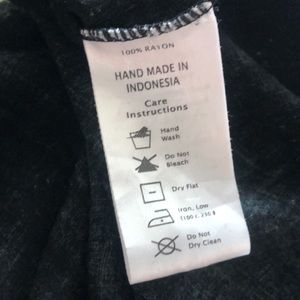 100% RAYON
HAND MADE IN
INDONESIA
Care
Instructions
Hand
Wash
Do Not
Bleach
Dry Flat
Iron, Low
Do Not
Dry Clean